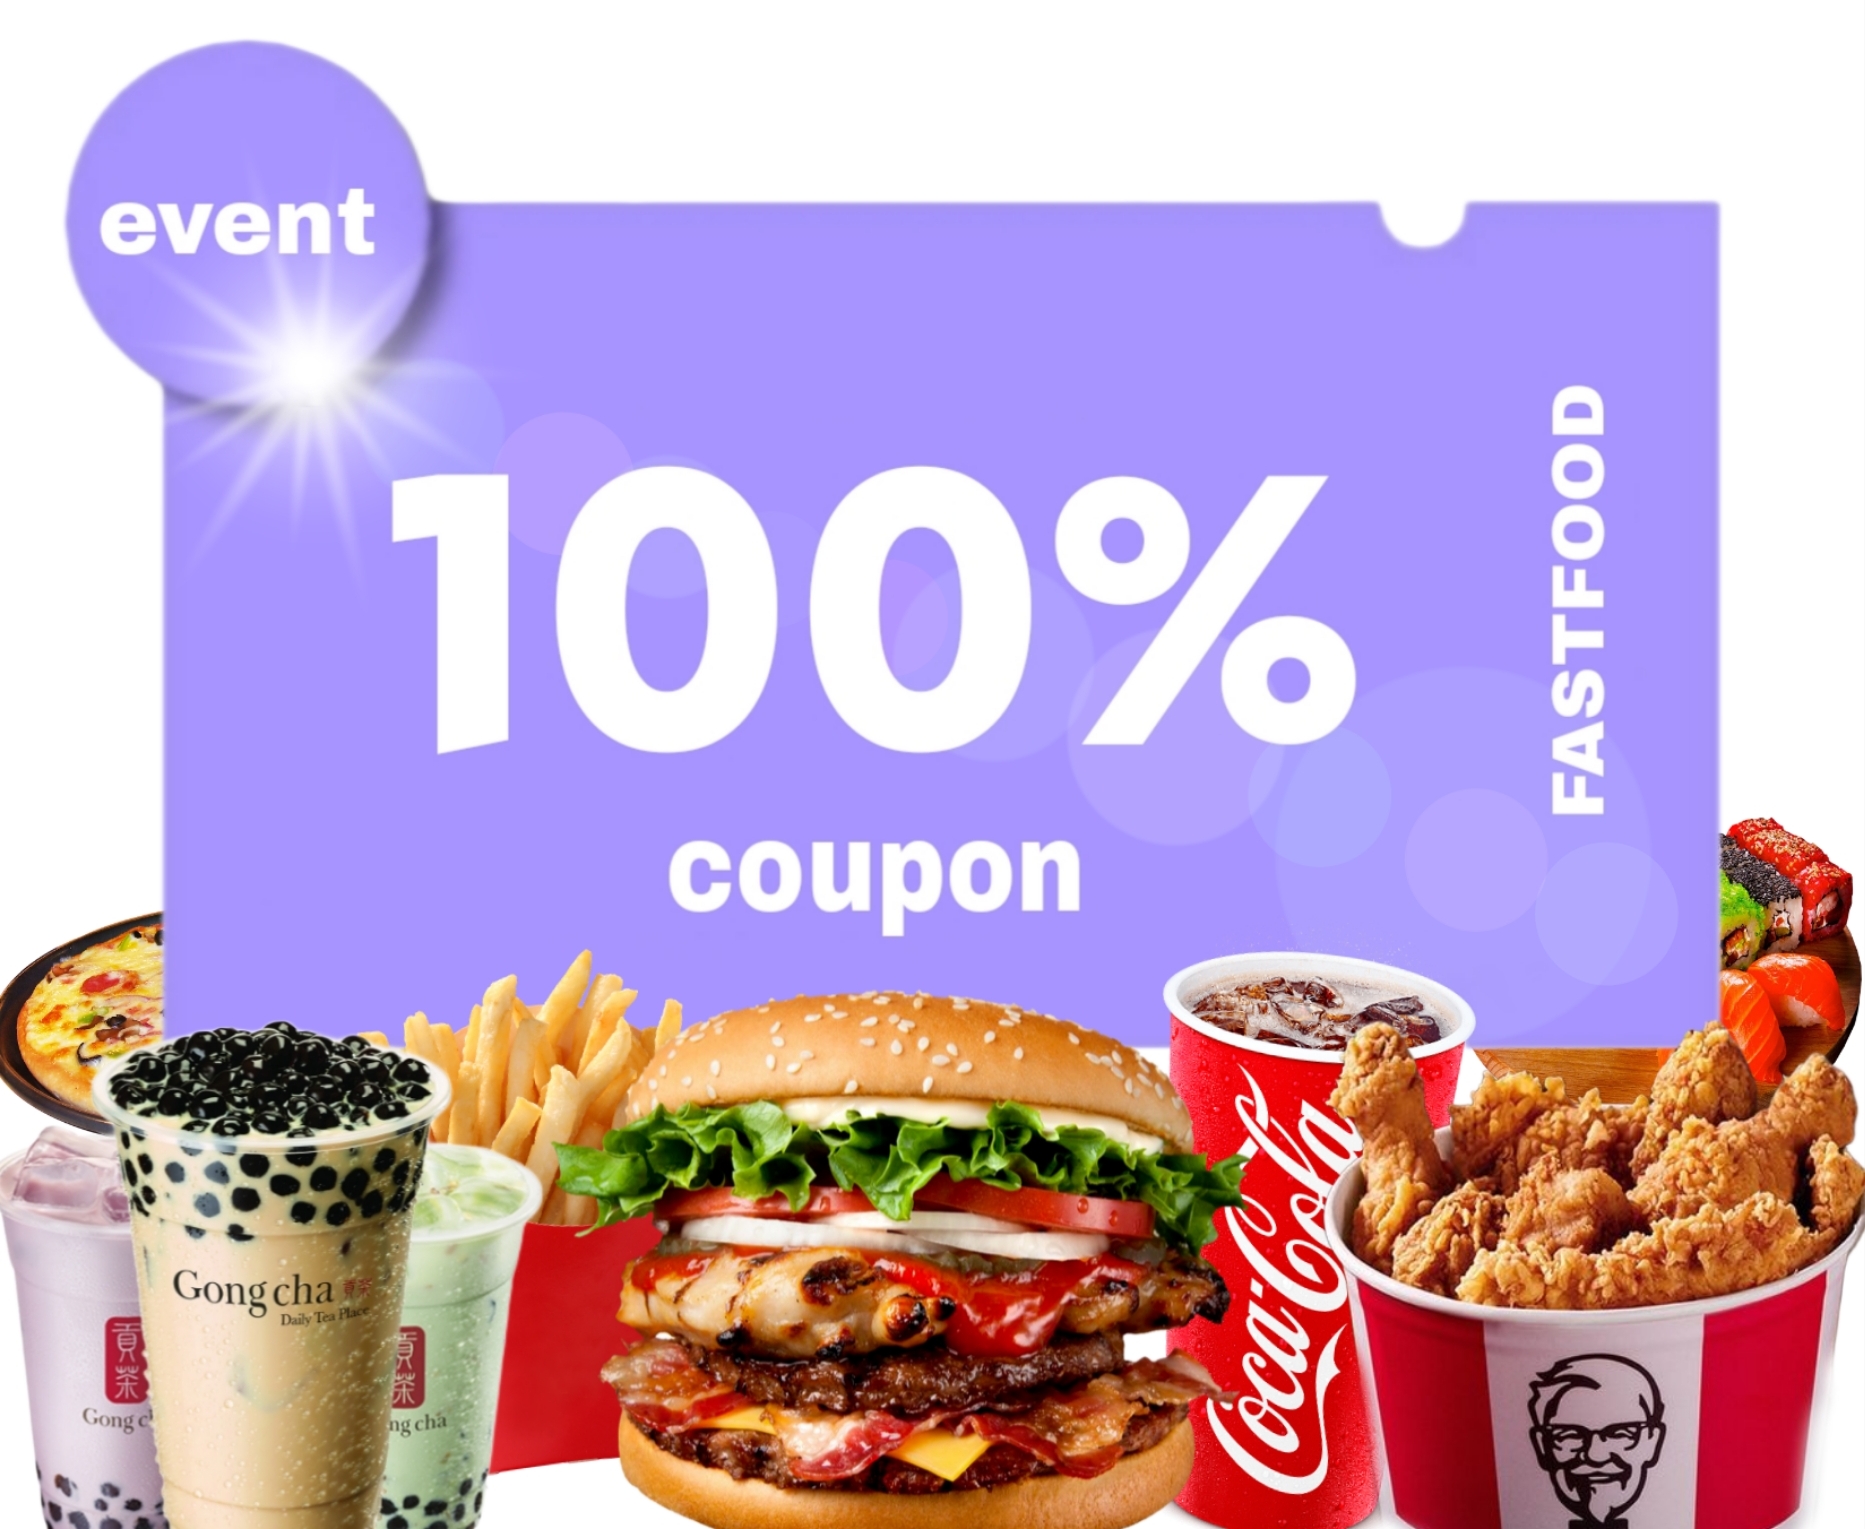 event
100%
coupon
FASTFOOD
Gong cha 貢茶
Daily Tea Place
貢茶
Gong c
貢茶
ng cha
Coca-Cola